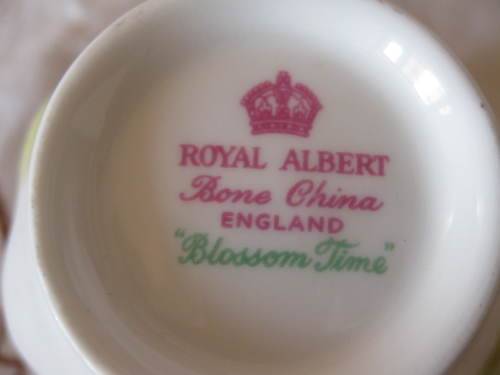 ROYAL ALBERT
Bone China
ENGLAND
"Blossom Time"